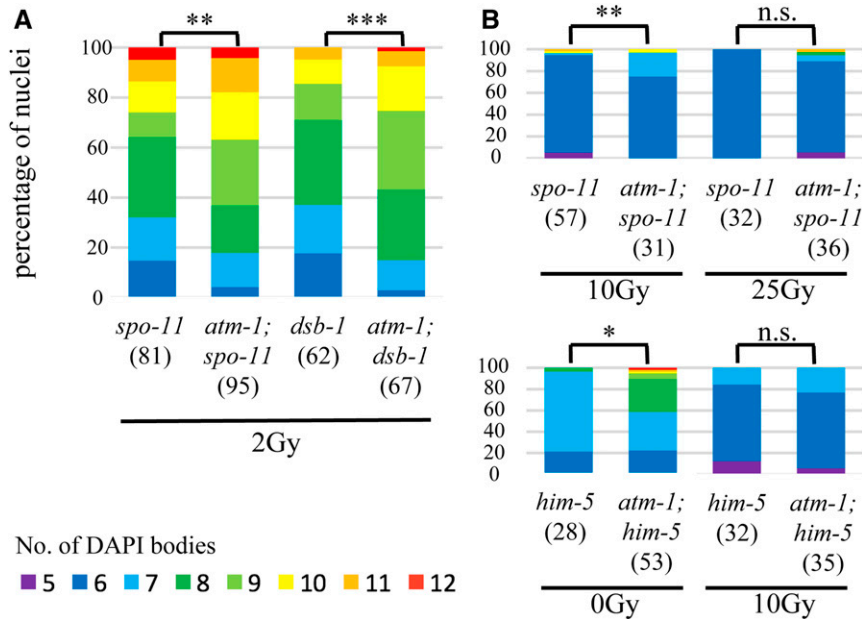 A
** ***
percentage of nuclei
100
80
60
40
20
0
spo-11 atm-1; dsb-1 atm-1;
(81) spo-11 (62) dsb-1
(95) (67)
2Gy
No. of DAPI bodies
5 6 7 8 9 10 11 12
B
** n.s.
100
80
60
40
20
0
spo-11 atm-1; spo-11 atm-1;
(57) spo-11 (32) spo-11
(31) (36)
10Gy 25Gy
* n.s.
100
80
60
40
20
0
him-5 atm-1; him-5 atm-1;
(28) him-5 (32) him-5
(53) (35)
0Gy 10Gy